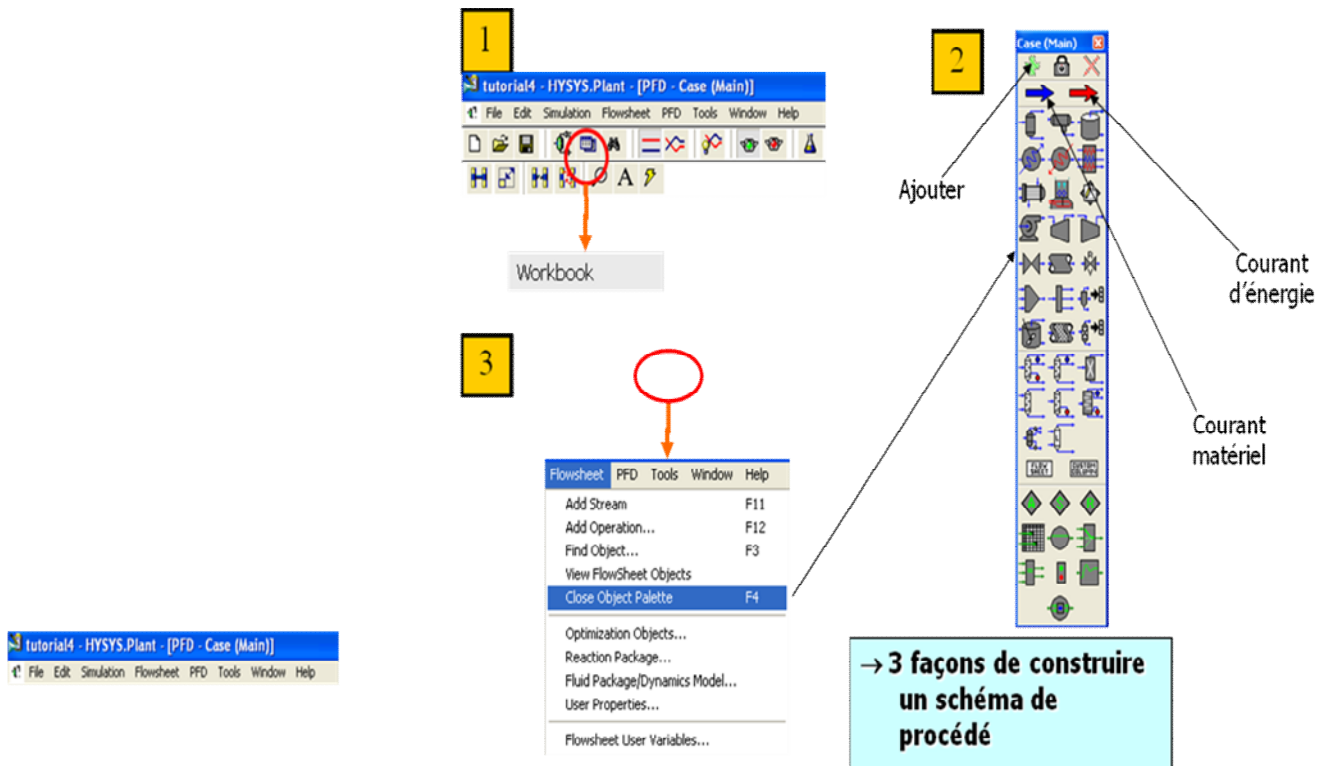 1
tutorial4 - HYSYS.Plant - [PFD - Case (Main)]
File Edit Simulation Flowsheet PFD Tools Window Help
A
Workbook
2
Case (Main)
Ajouter
Courant
d'énergie
Courant
matériel
FLOW
SHEET
CUSTOM
COLUMN
3
Flowsheet PFD Tools Window Help
Add Stream F11
Add Operation... F12
Find Object... F3
View FlowSheet Objects
Close Object Palette F4
Optimization Objects...
Reaction Package...
Fluid Package/Dynamics Model...
User Properties...
Flowsheet User Variables...
tutorial4 - HYSYS.Plant - [PFD - Case (Main)]
File Edit Simulation Flowsheet PFD Tools Window Help
→ 3 façons de construire
un schéma de
procédé